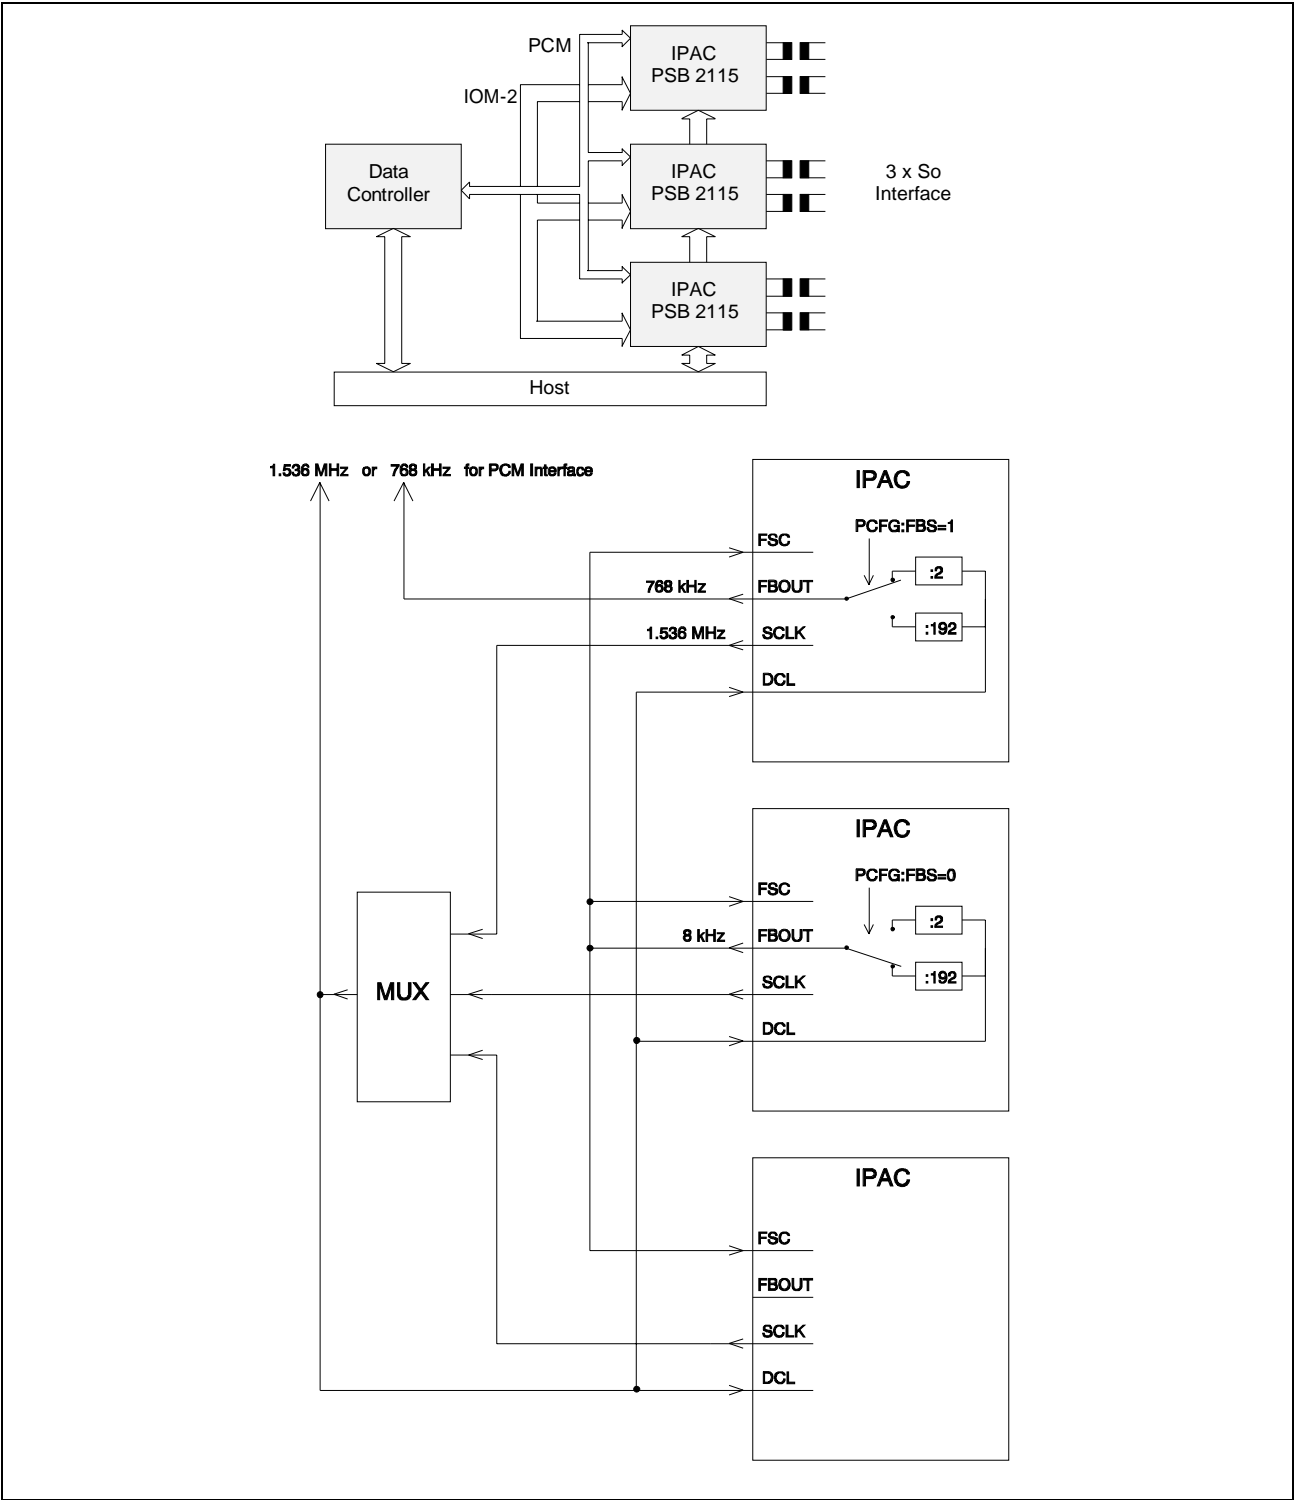 PCM
IPAC
PSB 2115
IOM-2
Data
Controller
IPAC
PSB 2115
3 x So
Interface
IPAC
PSB 2115
Host
1.536 MHz or 768 kHz for PCM Interface
IPAC
PCFG:FBS=1
FSC
:2
768 kHz
FBOUT
:192
1.536 MHz
SCLK
DCL
IPAC
PCFG:FBS=0
FSC
:2
8 kHz
FBOUT
:192
MUX
SCLK
DCL
IPAC
FSC
FBOUT
SCLK
DCL